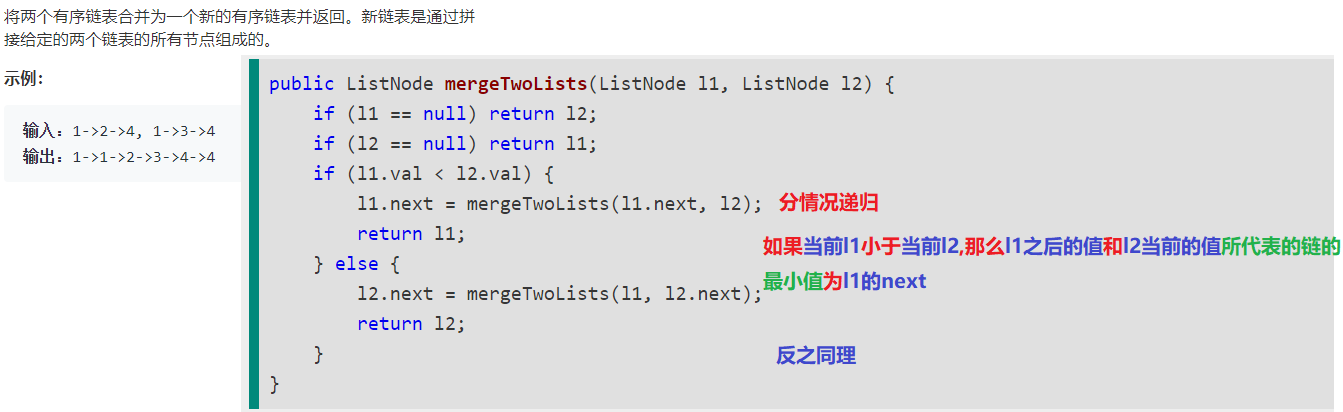 将两个有序链表合并为一个新的有序链表并返回。新链表是通过拼
接给定的两个链表的所有节点组成的。
示例：
输入：1->2->4, 1->3->4
输出：1->1->2->3->4->4
public ListNode mergeTwoLists(ListNode l1, ListNode l2) {
    if (l1 == null) return l2;
    if (l2 == null) return l1;
    if (l1.val < l2.val) {
        l1.next = mergeTwoLists(l1.next, l2); 分情况递归
        return l1;
如果当前l1小于当前l2,那么l1之后的值和l2当前的值所代表的链的
    } else {
最小值为l1的next
        l2.next = mergeTwoLists(l1, l2.next);
        return l2;
    } 反之同理
}